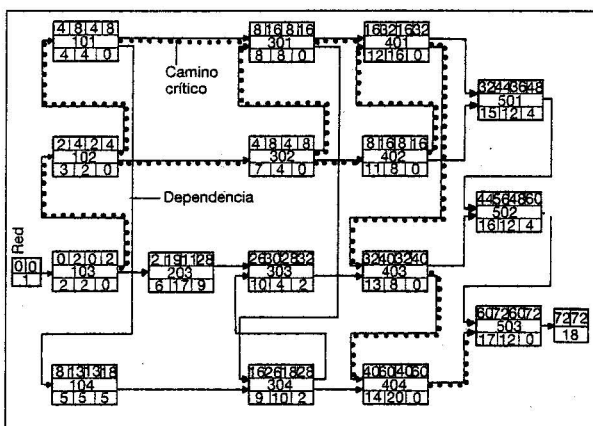 4 8 4 8
101
4 4 0
8 16 8 16
301
8 8 0
16 32 16 32
401
12 16 0
Camino
crítico
32 44 36 48
501
15 12 4
2 4 2 4
102
3 2 0
4 8 4 8
302
7 4 0
8 16 8 16
402
11 8 0
Dependencia
44 56 48 60
502
16 12 4
Red
0 0
1
0 2 0 2
103
2 2 0
2 19 11 28
203
6 17 9
26 30 28 32
303
10 4 2
32 40 32 40
403
13 8 0
60 72 60 72
503
17 12 0
72 72
18
8 13 13 18
104
5 5 5
16 26 18 28
304
9 10 2
40 60 40 60
404
14 20 0